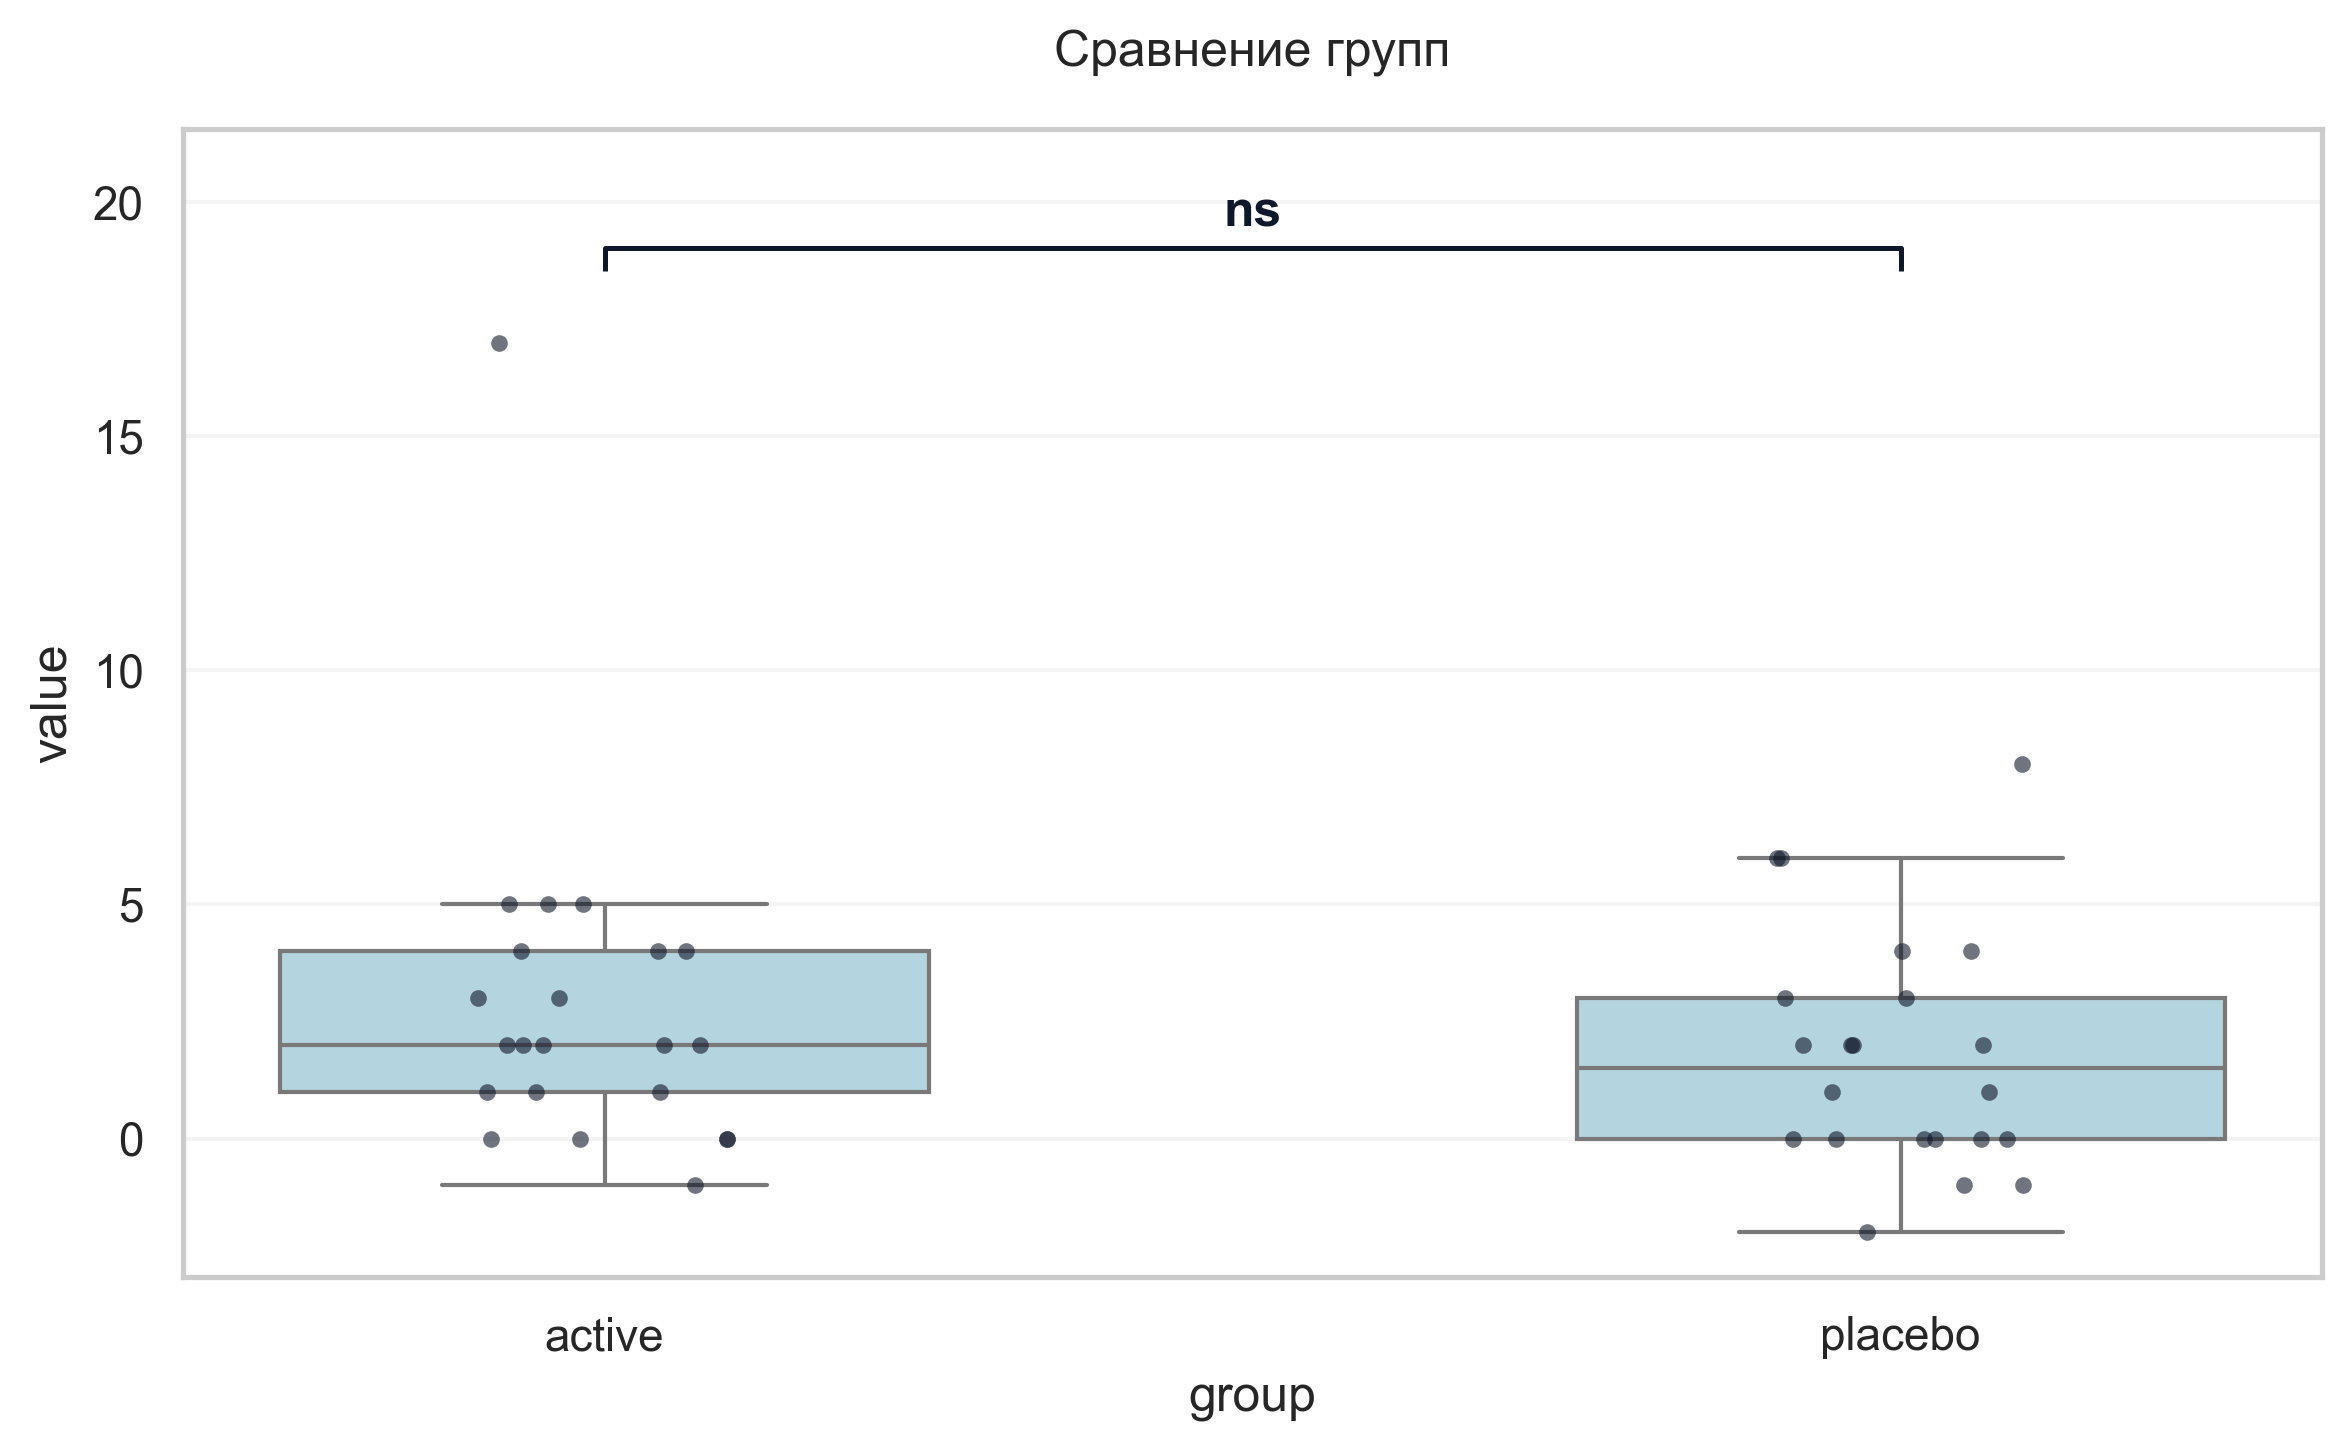 Сравнение групп
ns
20
15
10
5
0
value
active
placebo
group